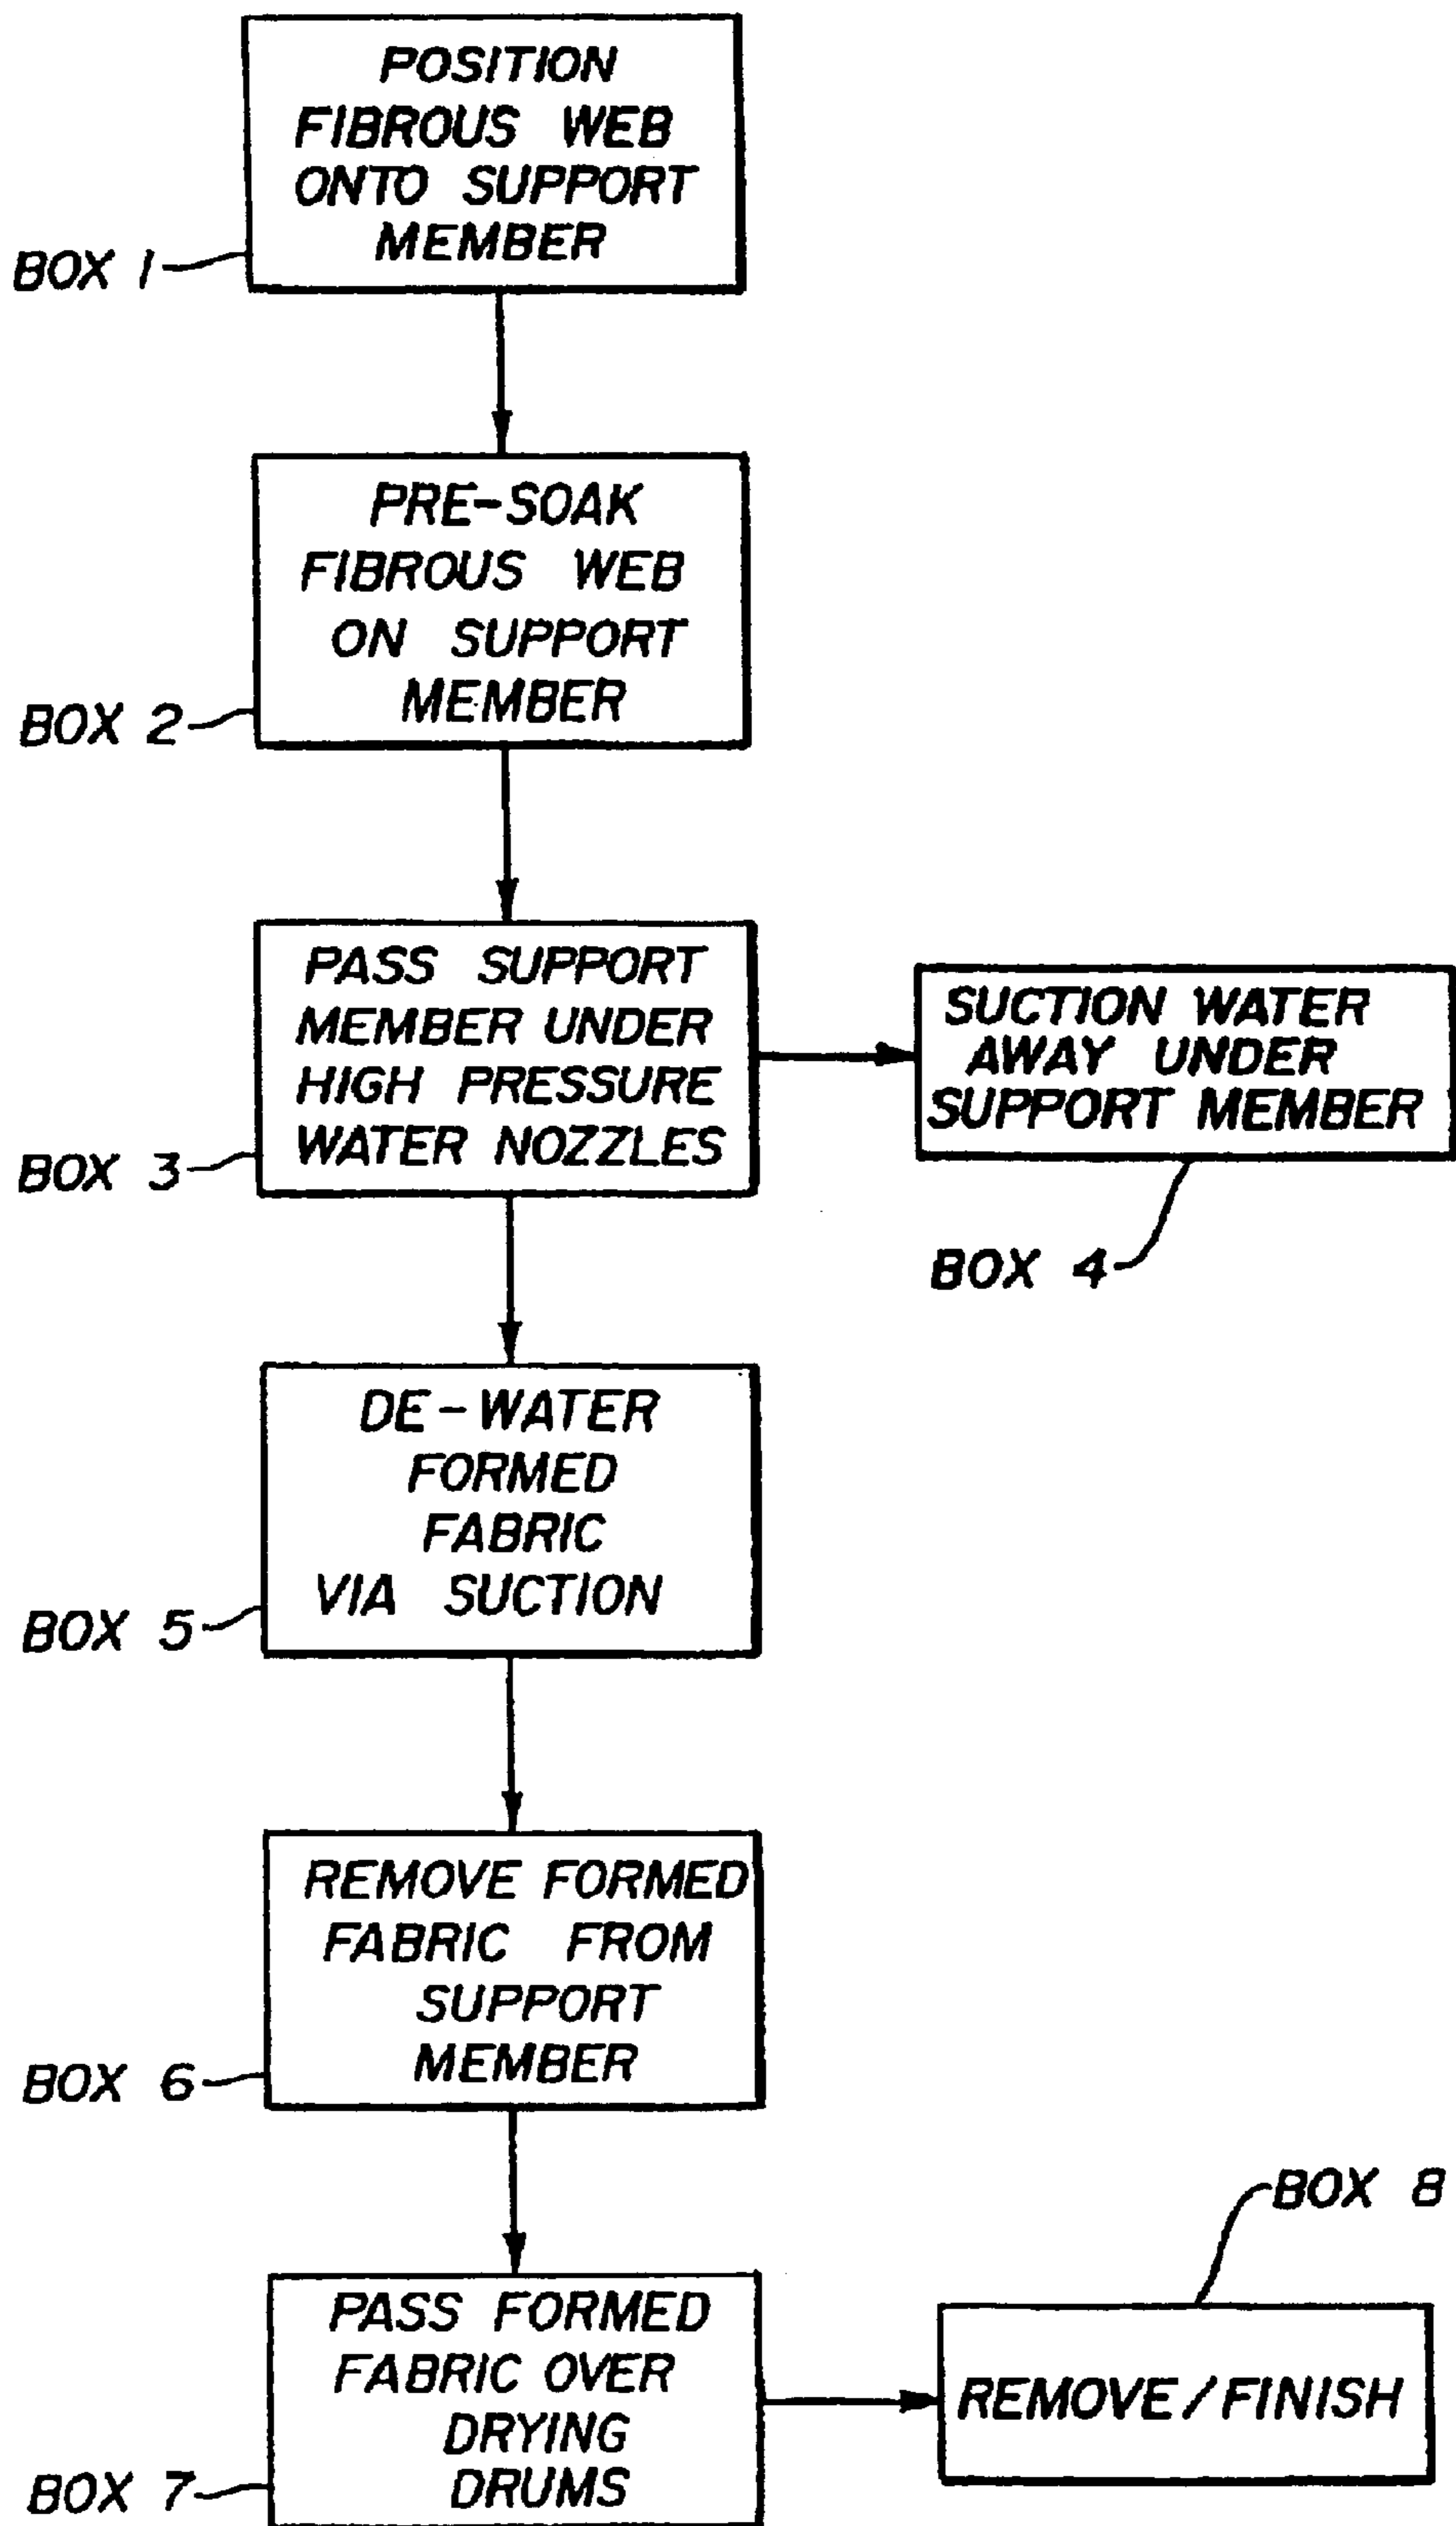 POSITION
FIBROUS WEB
ONTO SUPPORT
MEMBER
BOX 1
PRE-SOAK
FIBROUS WEB
ON SUPPORT
MEMBER
BOX 2
PASS SUPPORT
MEMBER UNDER
HIGH PRESSURE
WATER NOZZLES
BOX 3
SUCTION WATER
AWAY UNDER
SUPPORT MEMBER
BOX 4
DE-WATER
FORMED
FABRIC
VIA SUCTION
BOX 5
REMOVE FORMED
FABRIC FROM
SUPPORT
MEMBER
BOX 6
PASS FORMED
FABRIC OVER
DRYING
DRUMS
BOX 7
BOX 8
REMOVE/FINISH